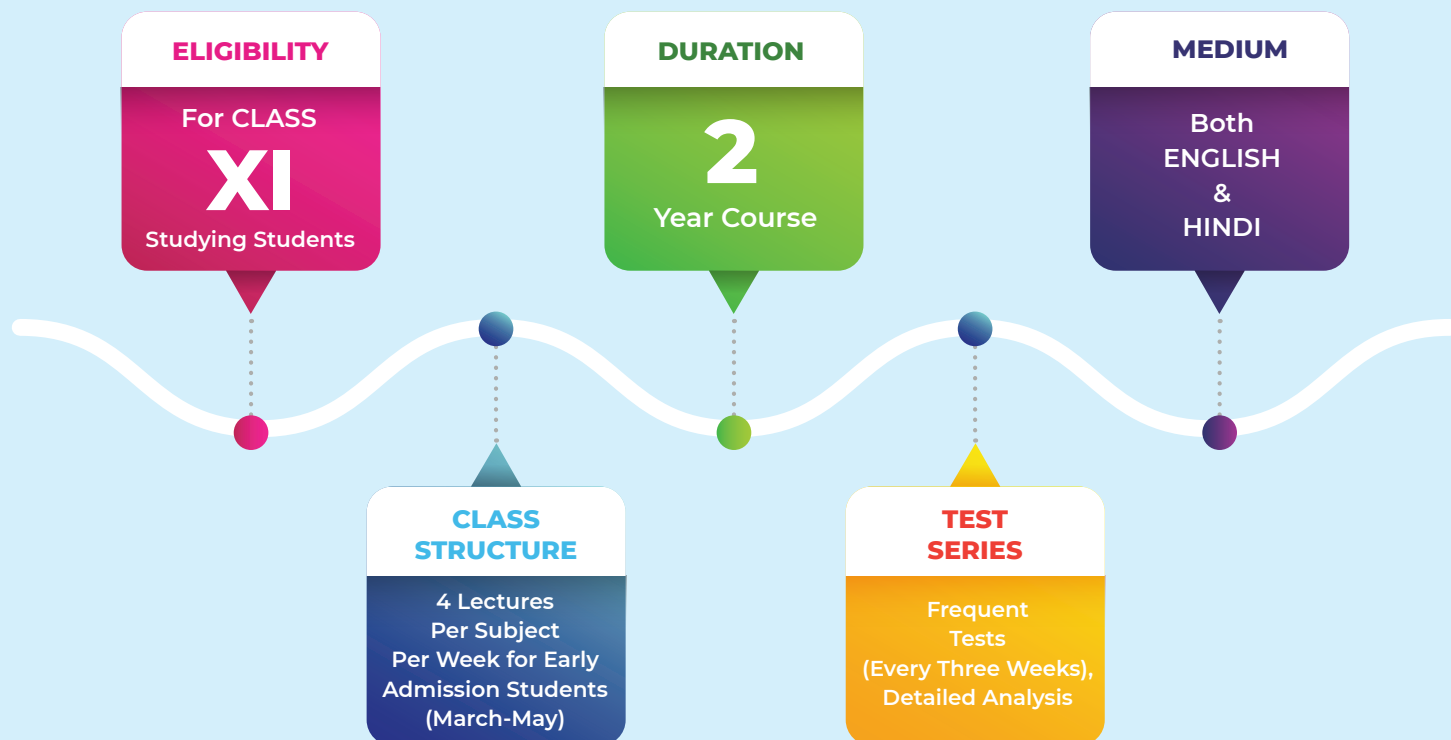 ELIGIBILITY
For CLASS
XI
Studying Students
CLASS
STRUCTURE
4 Lectures
Per Subject
Per Week for Early
Admission Students
(March-May)
DURATION
2
Year Course
TEST
SERIES
Frequent
Tests
(Every Three Weeks),
Detailed Analysis
MEDIUM
Both
ENGLISH
&
HINDI